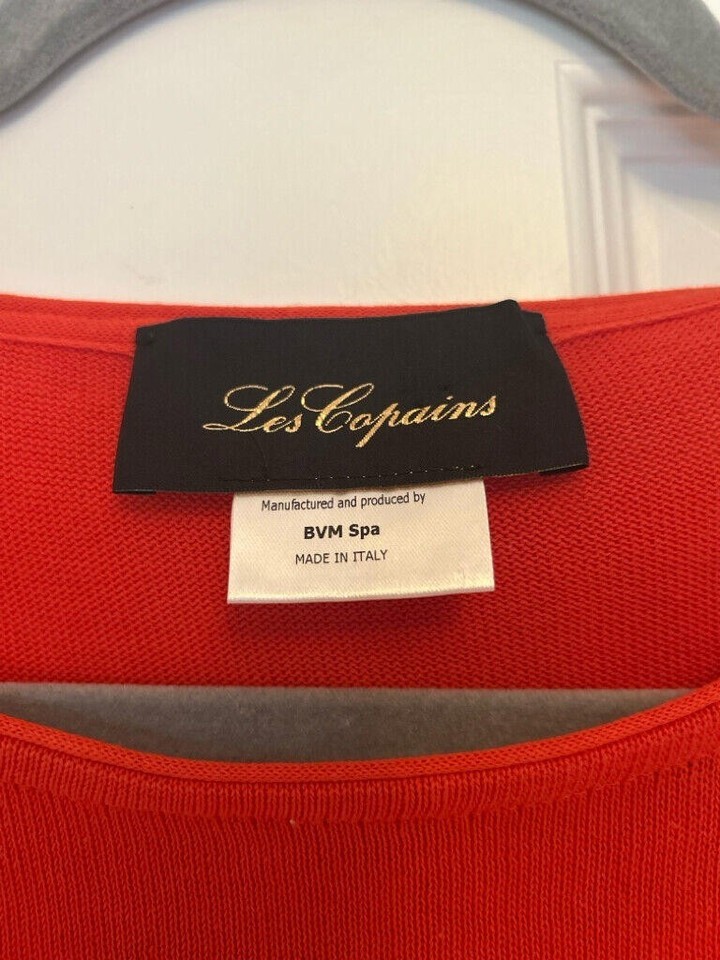 Les Copains
Manufactured and produced by
BVM Spa
MADE IN ITALY